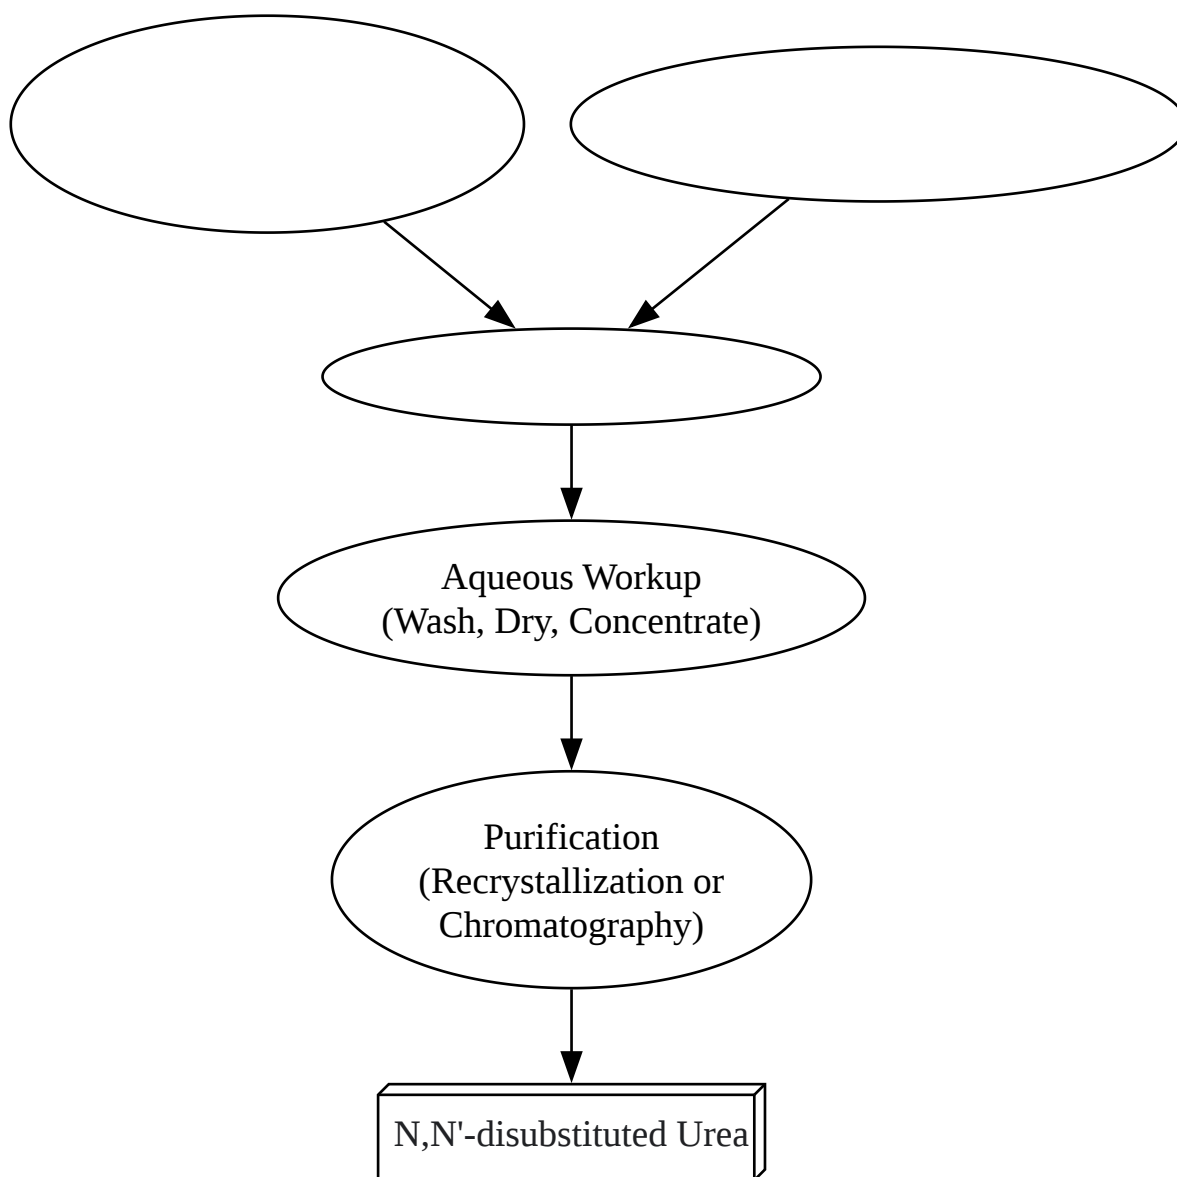 Aqueous Workup
(Wash, Dry, Concentrate)
Purification
(Recrystallization or
Chromatography)
N,N'-disubstituted Urea